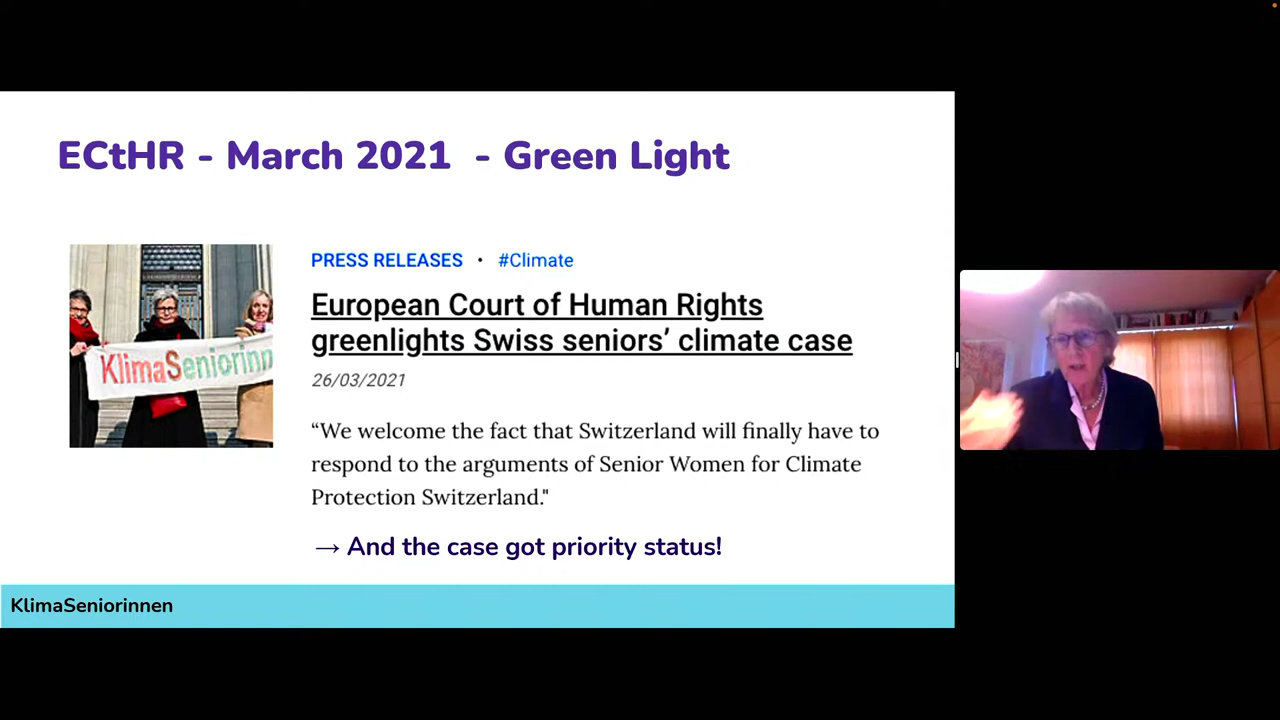 ECtHR - March 2021 - Green Light
PRESS RELEASES • #Climate
European Court of Human Rights
greenlights Swiss seniors’ climate case
26/03/2021
“We welcome the fact that Switzerland will finally have to
respond to the arguments of Senior Women for Climate
Protection Switzerland."
→ And the case got priority status!
KlimaSeniorinn
KlimaSeniorinnen